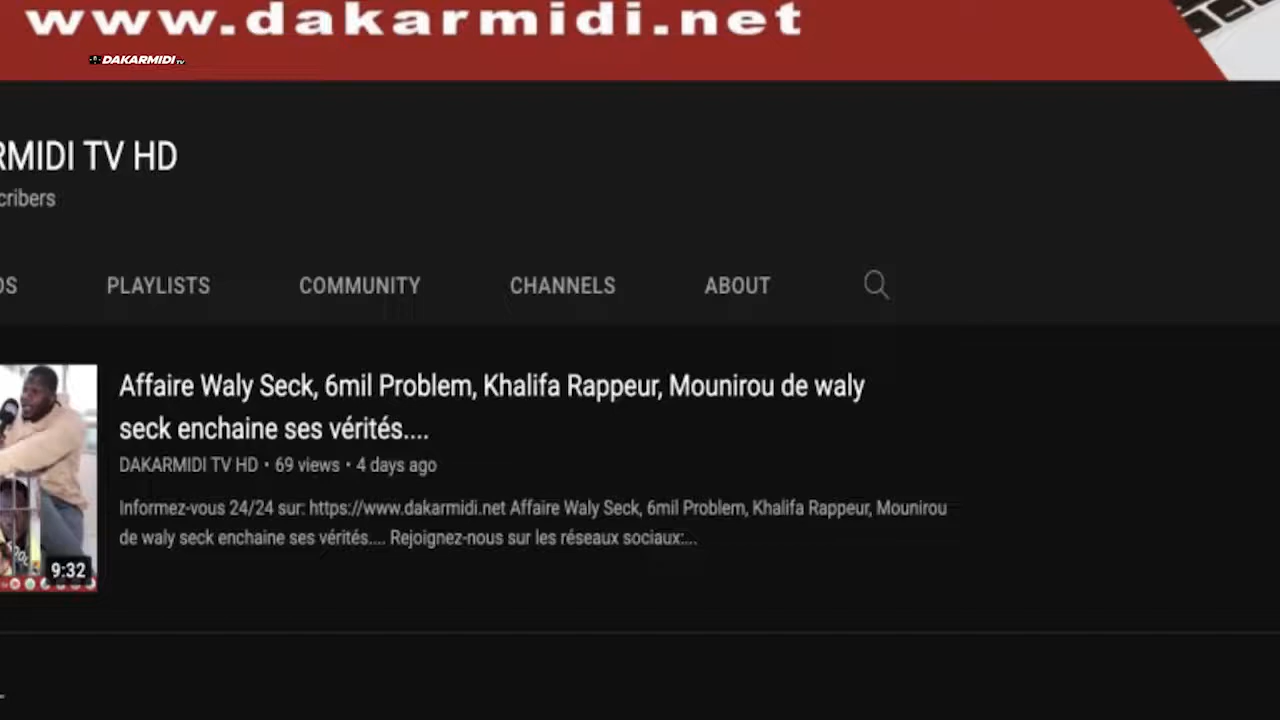 www.dakarmidi.net
DAKARMIDI TV
RMIDI TV HD
cribers
OS
PLAYLISTS
COMMUNITY
CHANNELS
ABOUT
Affaire Waly Seck, 6mil Problem, Khalifa Rappeur, Mounirou de waly
seck enchaine ses vérités....
DAKARMIDI TV HD • 69 views • 4 days ago
Informez-vous 24/24 sur: https://www.dakarmidi.net Affaire Waly Seck, 6mil Problem, Khalifa Rappeur, Mounirou
de waly seck enchaine ses vérités.... Rejoignez-nous sur les réseaux sociaux:...
9:32